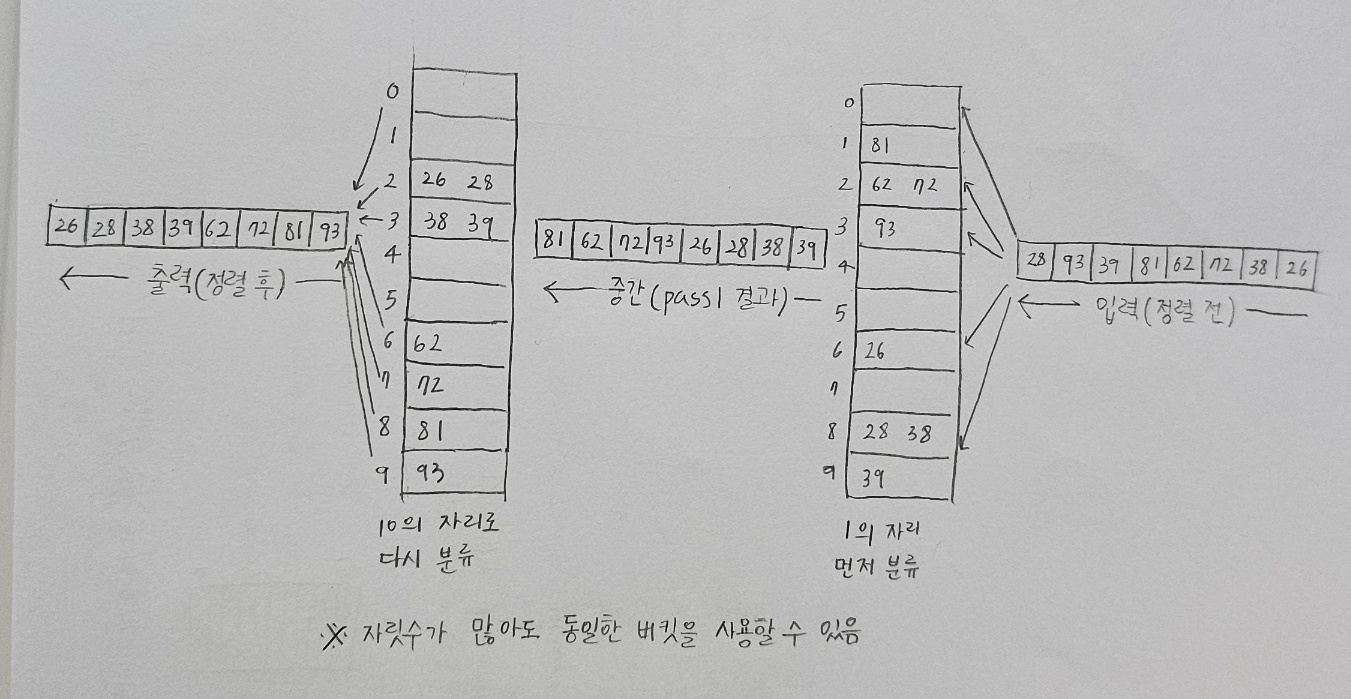 28 93 39 81 62 72 38 26
← → 입력(정렬 전)
0
1 81
2 62 72
3 93
4
5
6 26
7
8 28 38
9 39
1의 자리
먼저 분류
81 62 72 93 26 28 38 39
← 중간(pass1 결과)
0
1
2 26 28
3 38 39
4
5
6 62
7 72
8 81
9 93
10의 자리로
다시 분류
26 28 38 39 62 72 81 93
← 출력(정렬 후)
※ 자릿수가 많아도 동일한 버킷을 사용할 수 있음